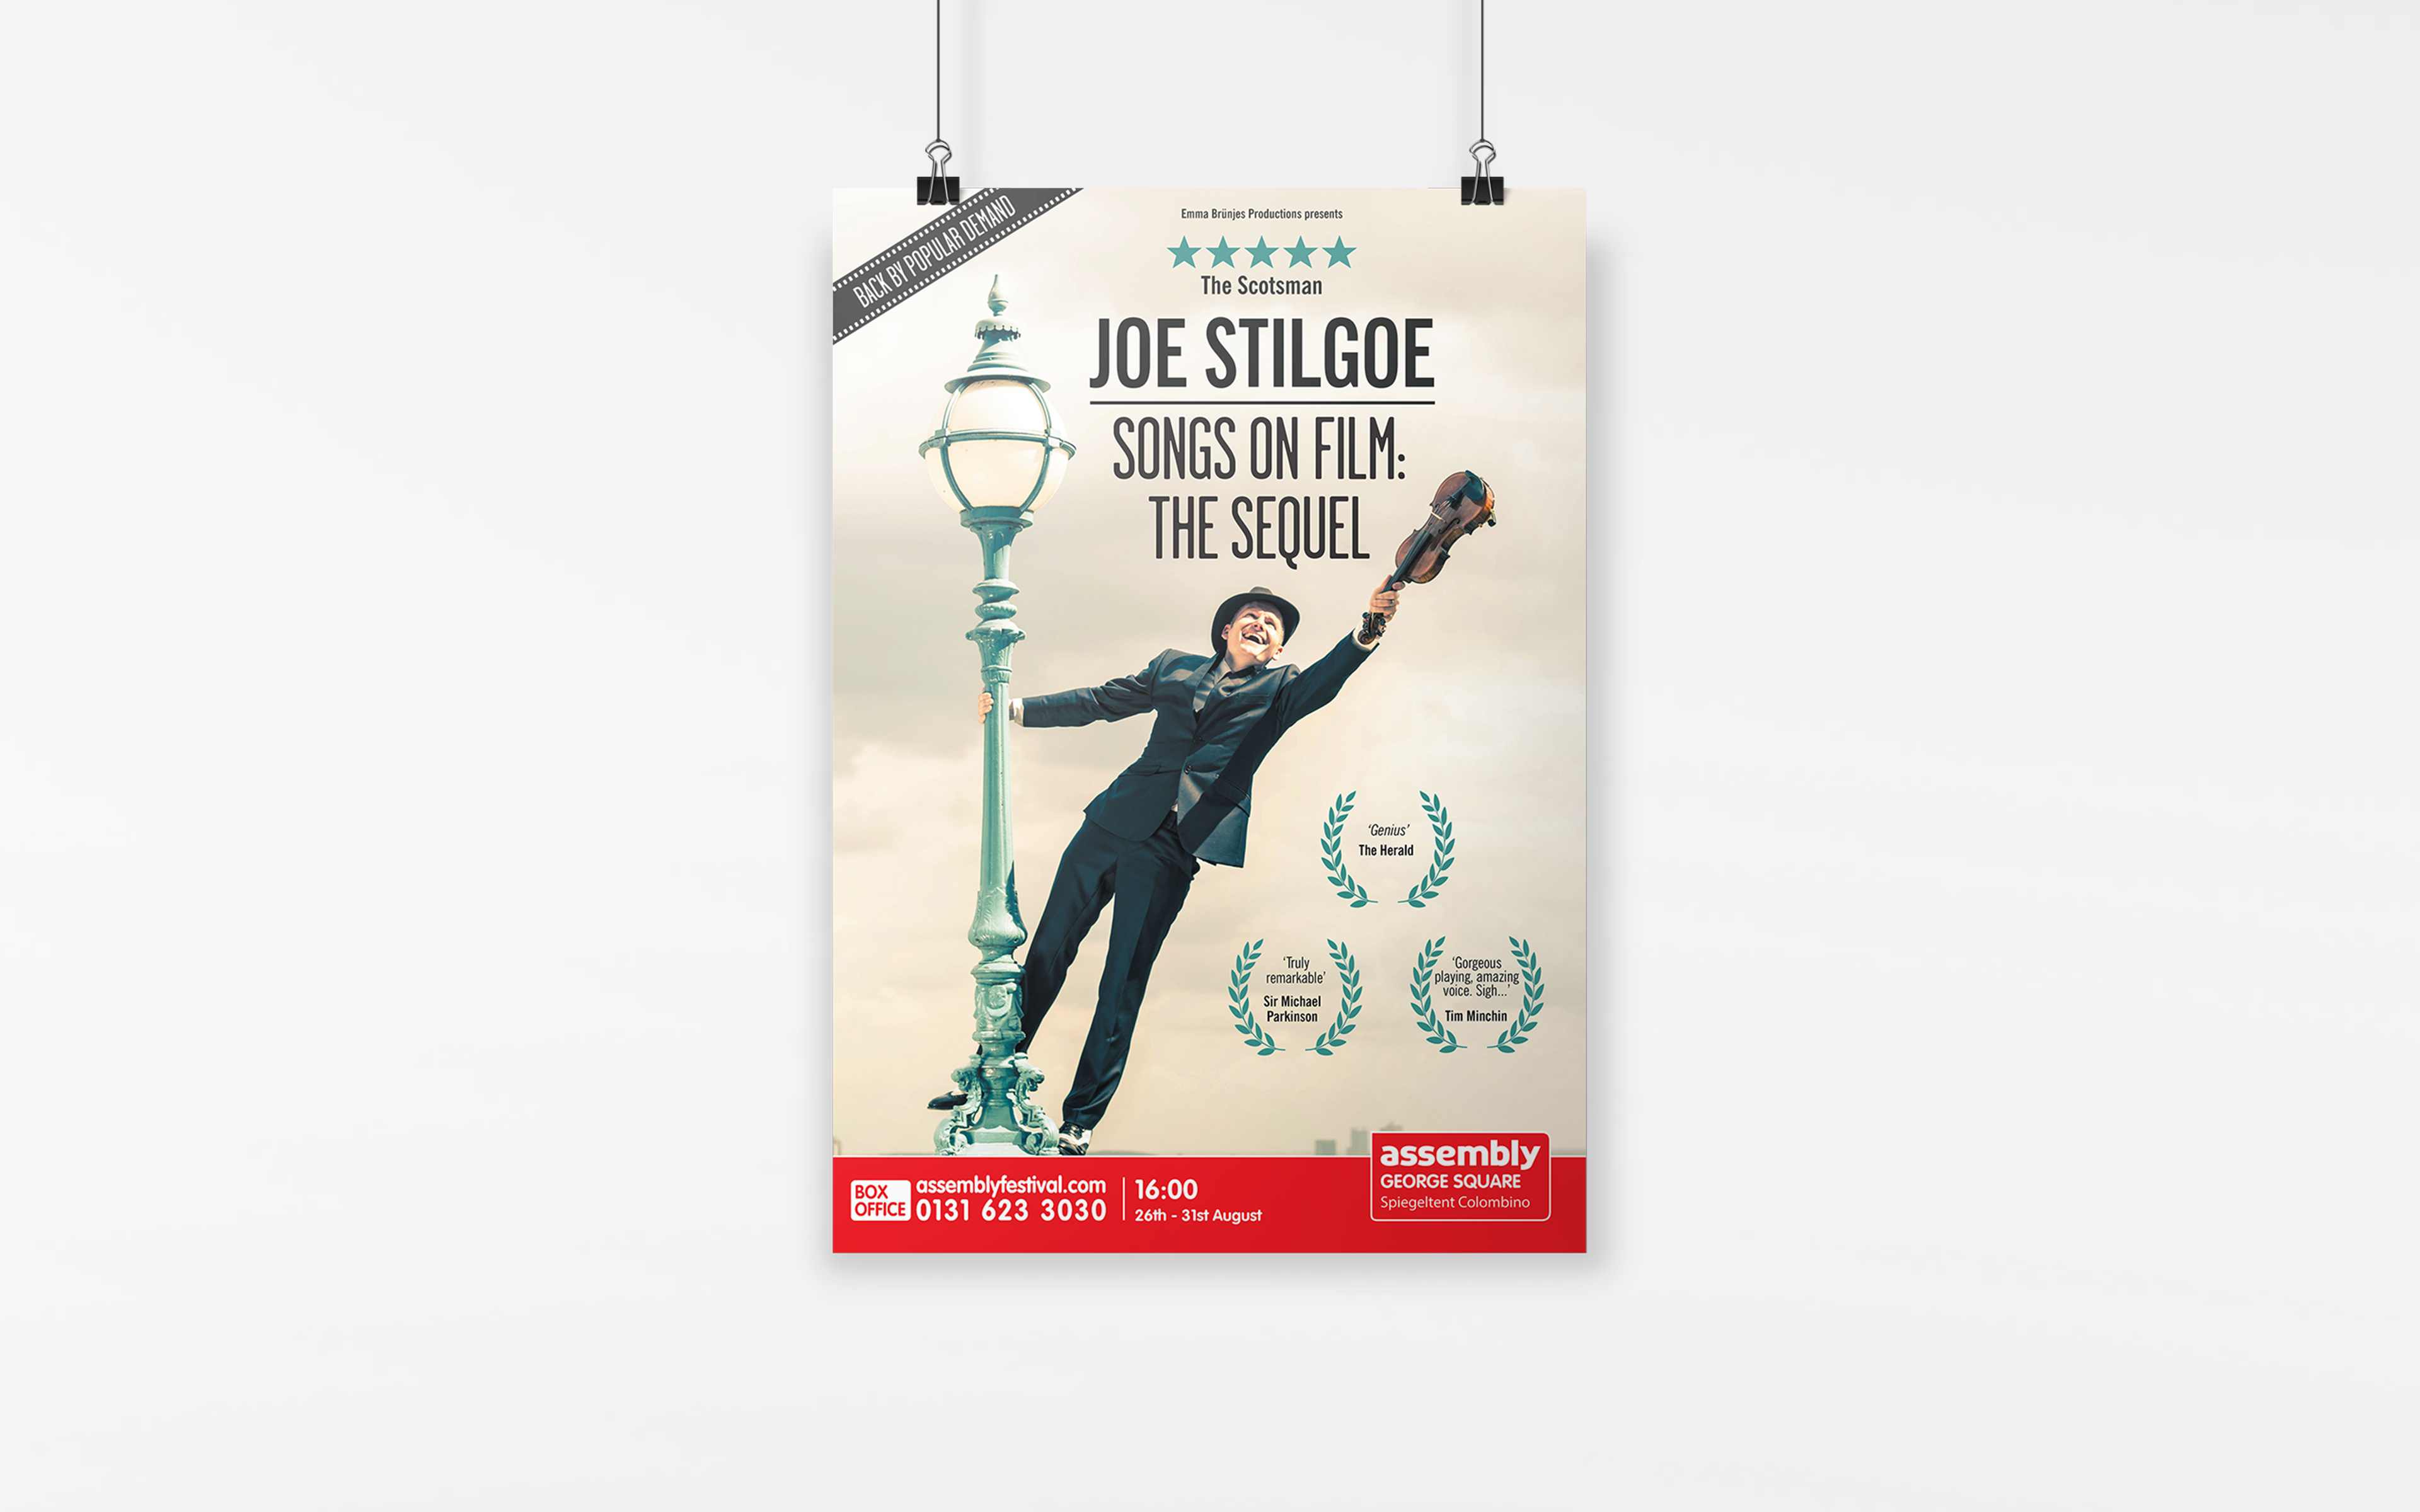 BACK BY POPULAR DEMAND
Emma Brünjes Productions presents
The Scotsman
JOE STILGOE
SONGS ON FILM:
THE SEQUEL
'Genius'
The Herald
'Truly
remarkable'
Sir Michael
Parkinson
'Gorgeous
playing, amazing
voice. Sigh...'
Tim Minchin
BOX
OFFICE
assemblyfestival.com
0131 623 3030
16:00
26th - 31st August
assembly
GEORGE SQUARE
Spiegeltent Colombino